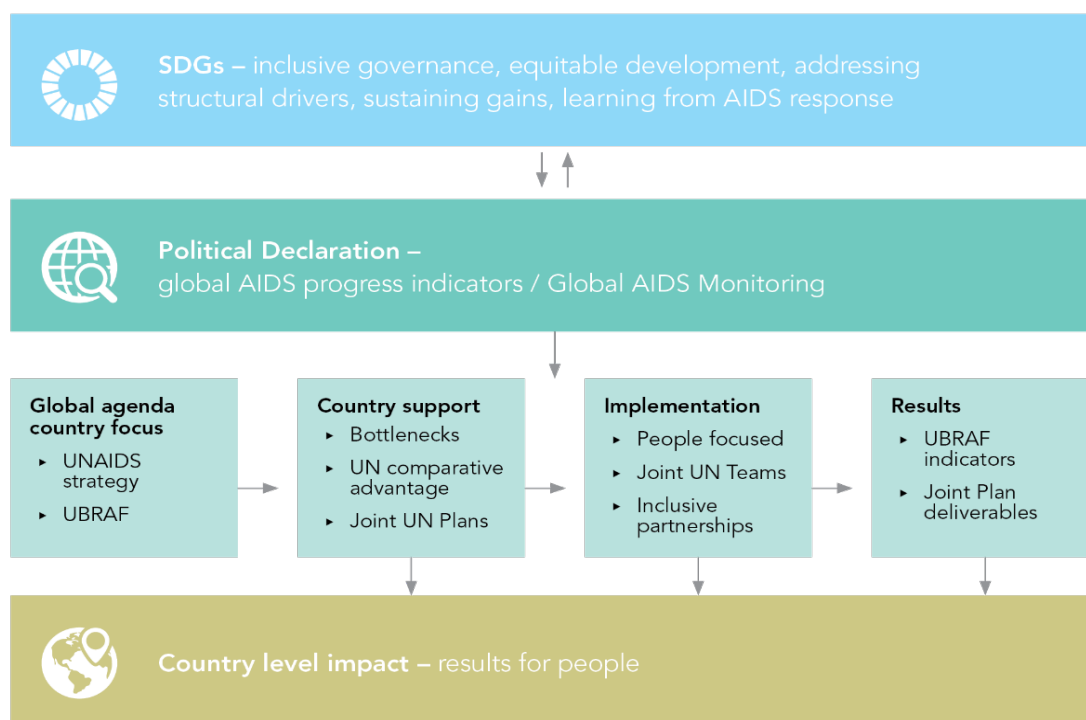 SDGs – inclusive governance, equitable development, addressing
structural drivers, sustaining gains, learning from AIDS response
Political Declaration –
global AIDS progress indicators / Global AIDS Monitoring
Global agenda
country focus
▸ UNAIDS
strategy
▸ UBRAF
Country support
▸ Bottlenecks
▸ UN comparative
advantage
▸ Joint UN Plans
Implementation
▸ People focused
▸ Joint UN Teams
▸ Inclusive
partnerships
Results
▸ UBRAF
indicators
▸ Joint Plan
deliverables
Country level impact – results for people